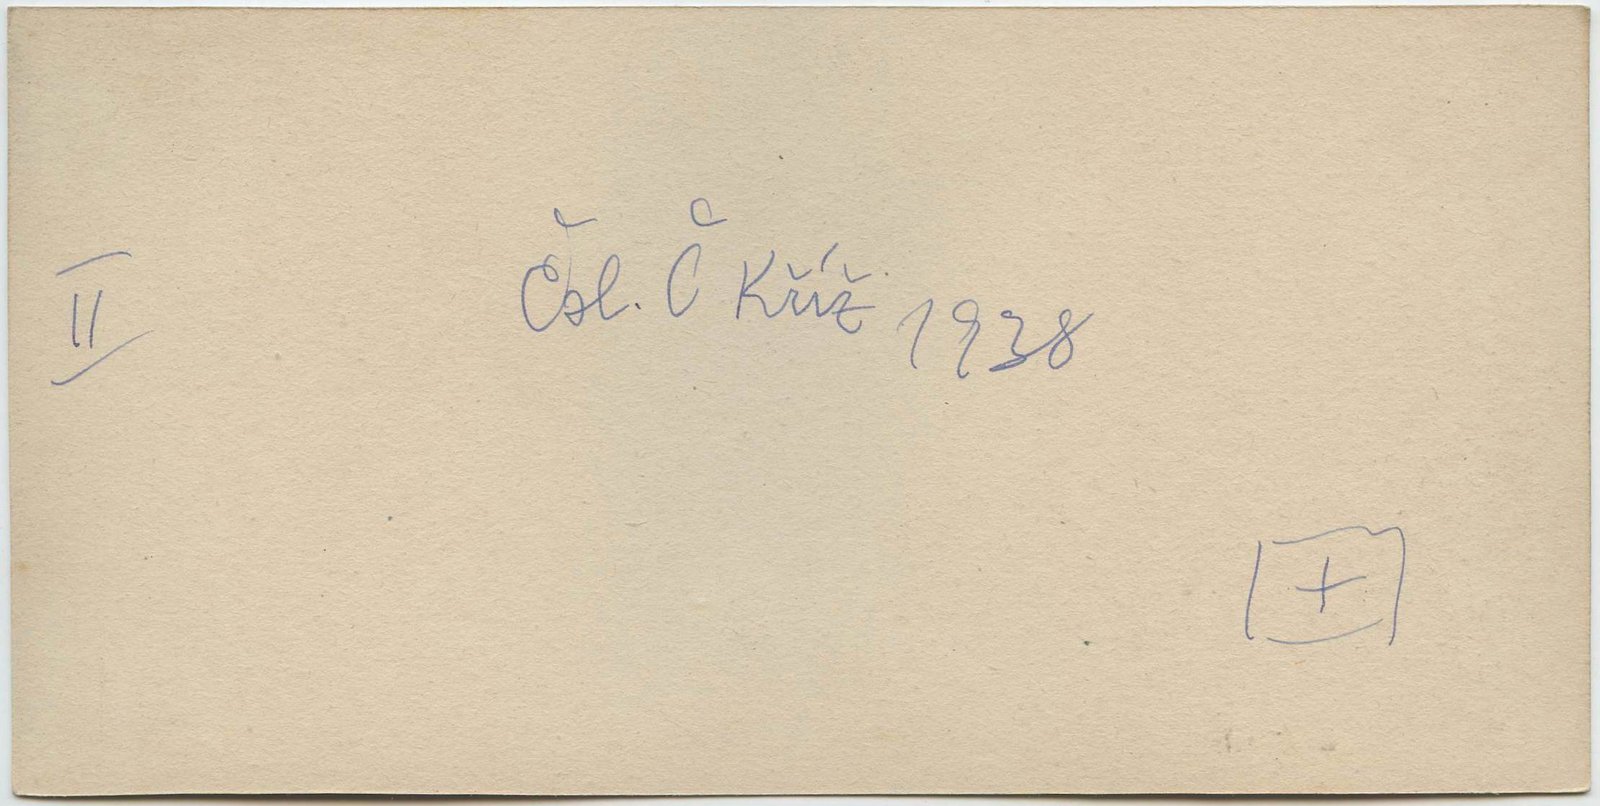 II
Čsl. Č Kříž 1938
+